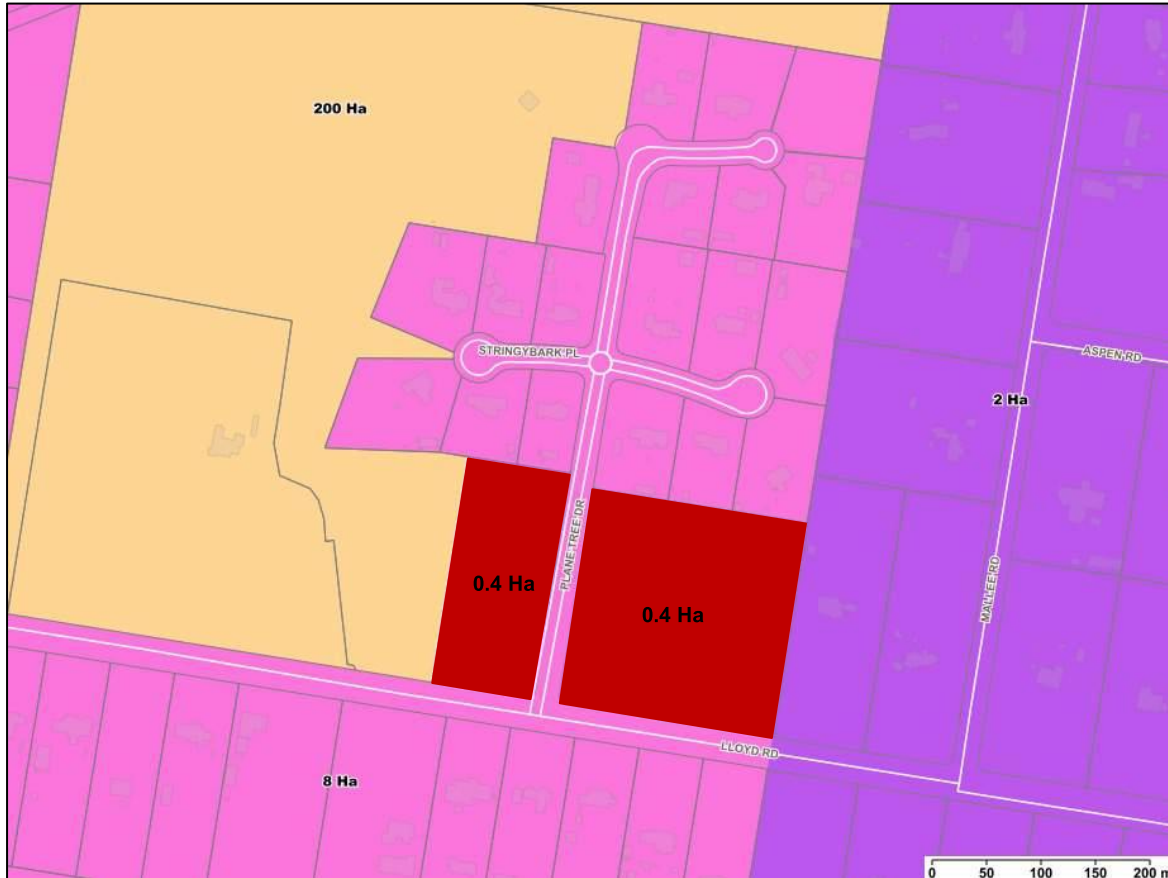 200 Ha
STRINGYBARK PL
ASPEN RD
2 Ha
PLANE TREE DR
0.4 Ha
0.4 Ha
MALLEE RD
LLOYD RD
8 Ha
0 50 100 150 200 m